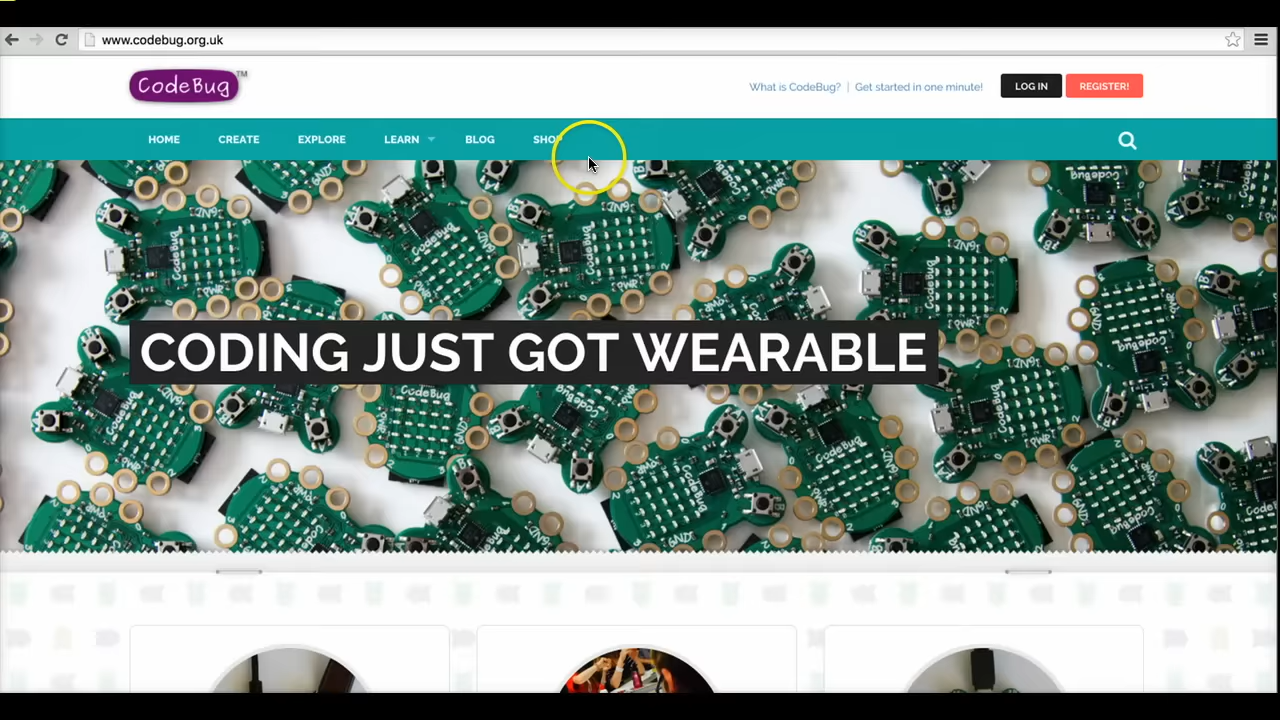 www.codebug.org.uk
CodeBug™
What is CodeBug? | Get started in one minute! LOG IN REGISTER!
HOME CREATE EXPLORE LEARN BLOG SHOP
CODING JUST GOT WEARABLE